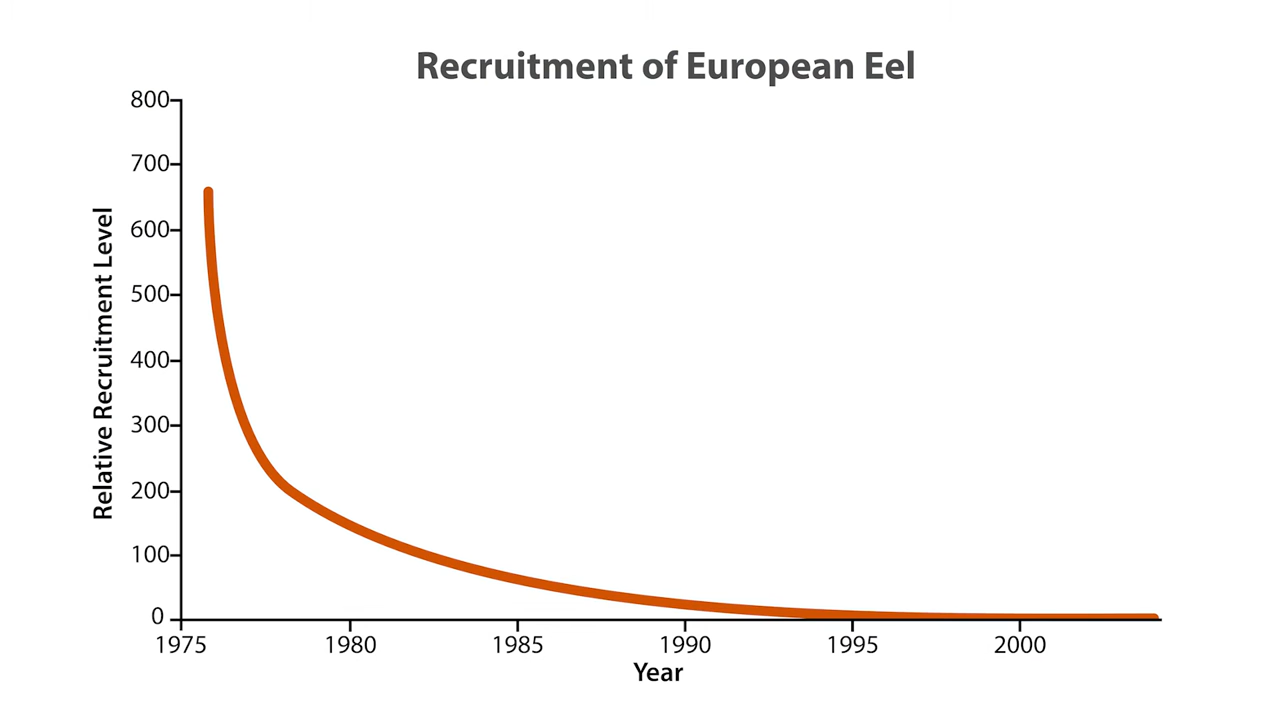 Recruitment of European Eel
800
700
600
500
400
300
200
100
0
Relative Recruitment Level
1975 1980 1985 1990 1995 2000
Year